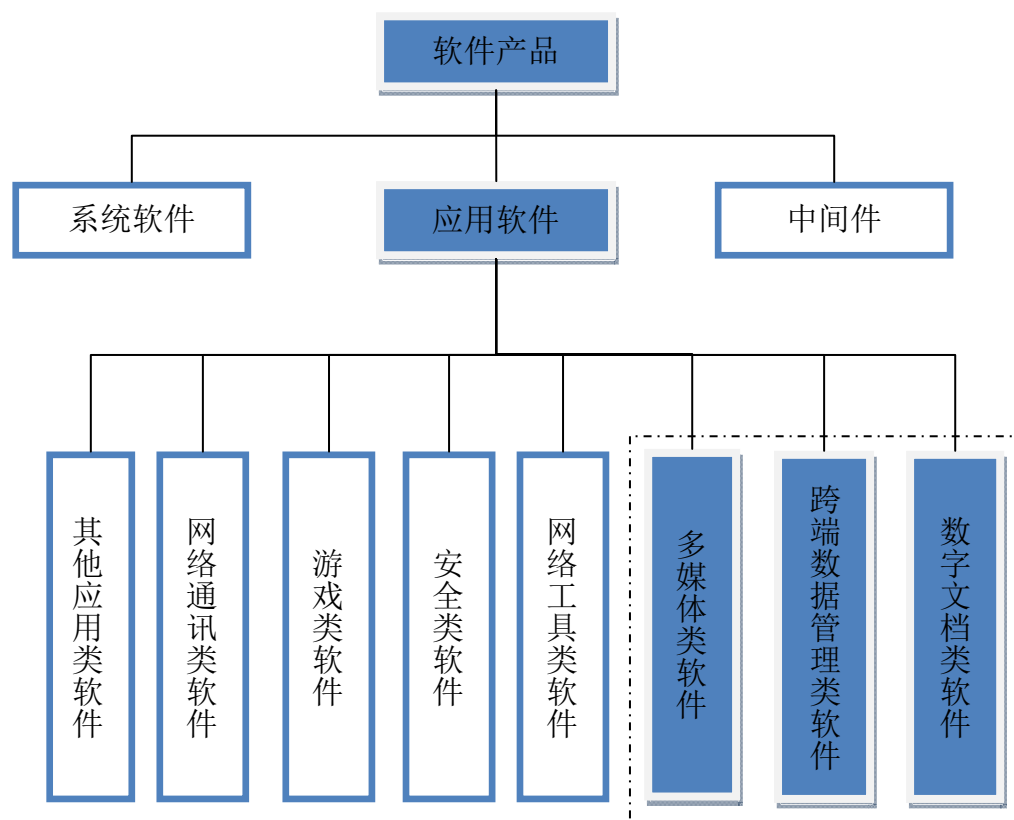 软件产品
系统软件
应用软件
中间件
其他应用类软件
网络通讯类软件
游戏类软件
安全类软件
网络工具类软件
多媒体类软件
跨端数据管理类软件
数字文档类软件